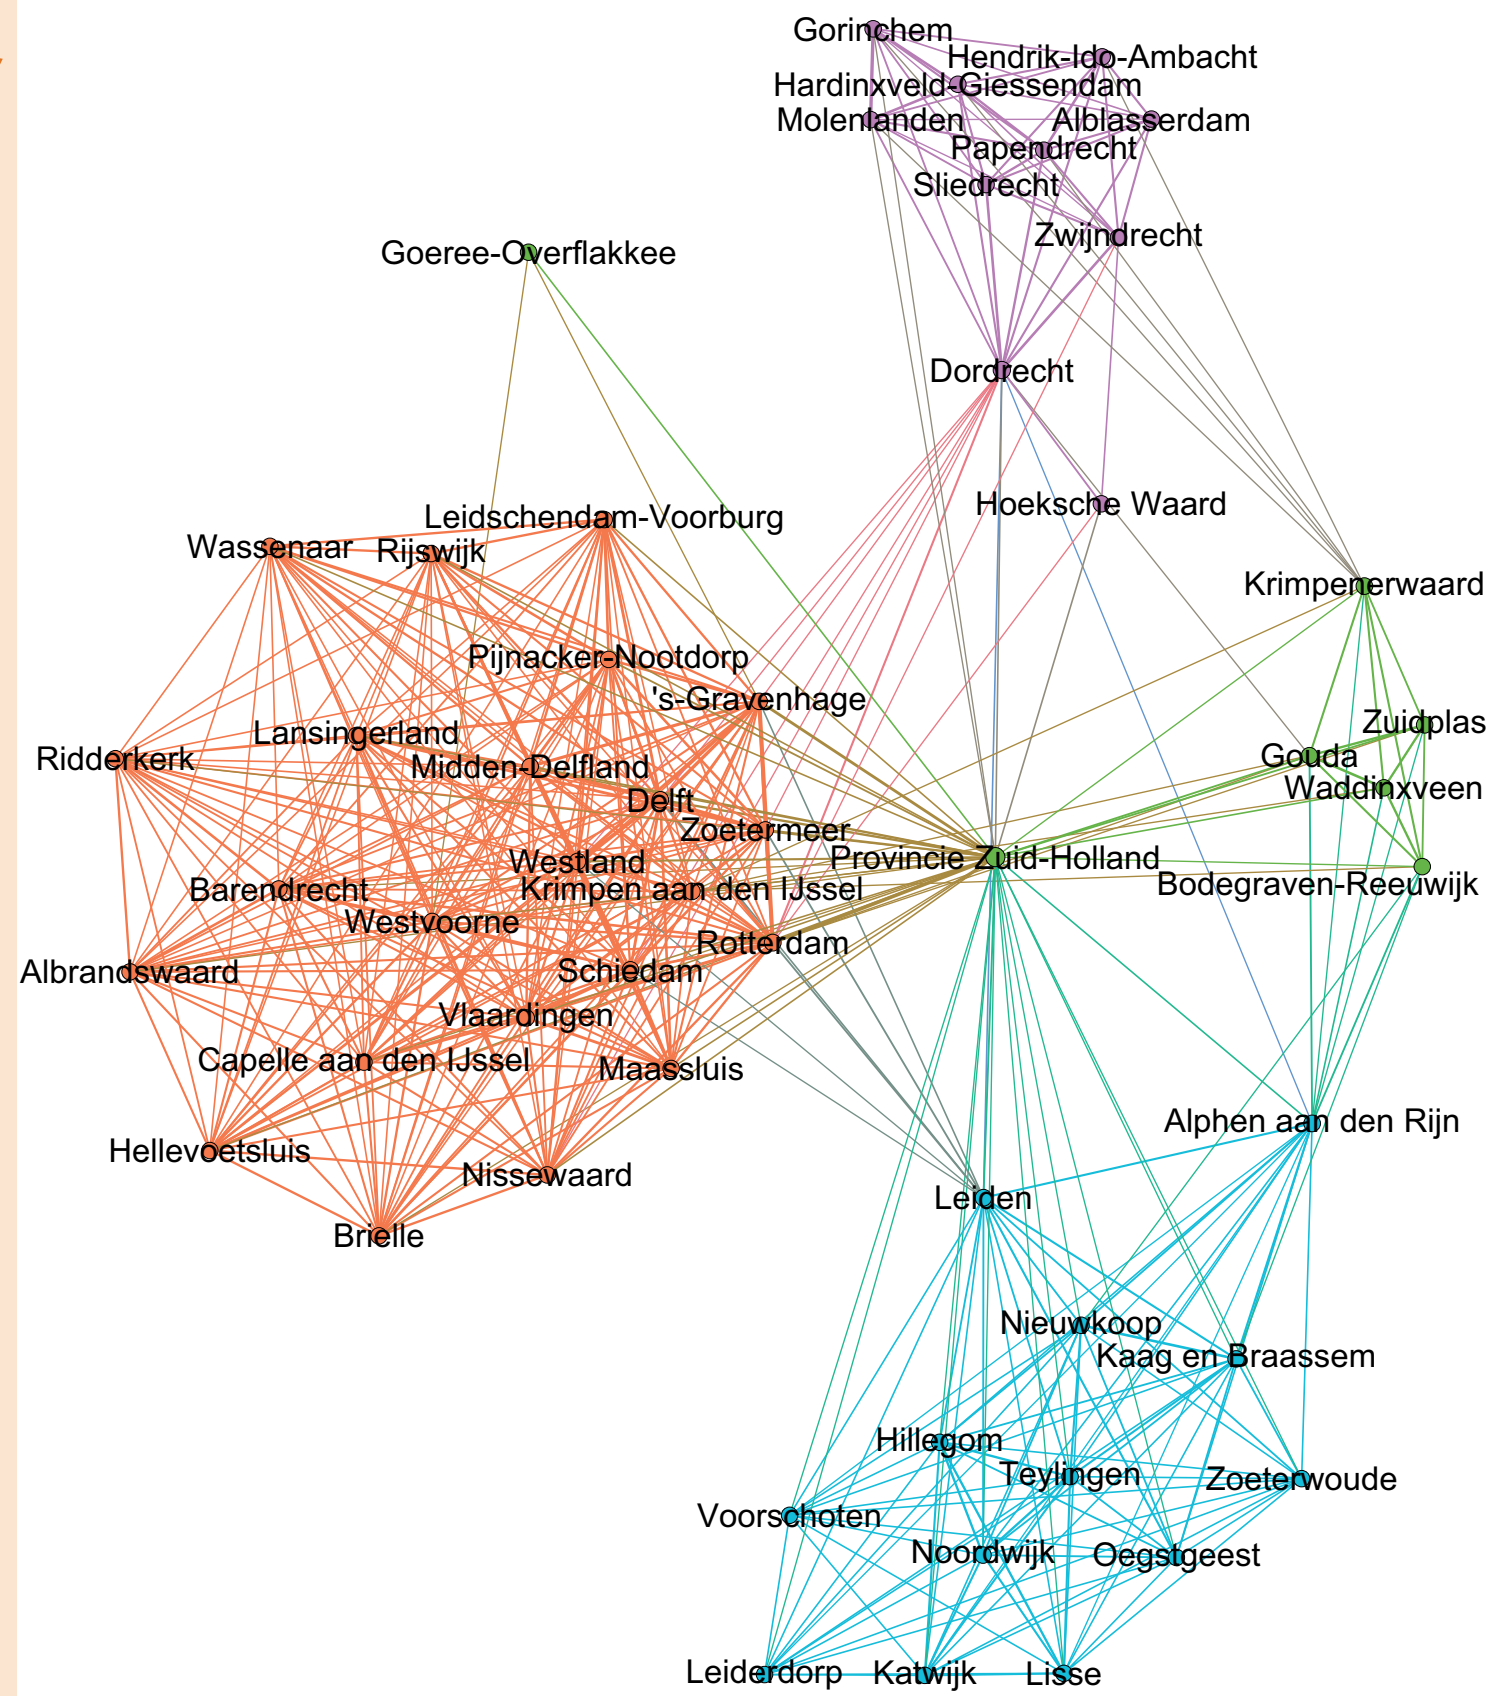 Gorinchem
Hendrik-Ido-Ambacht
Hardinxveld-Giessendam
Molenlanden
Alblasserdam
Papendrecht
Sliedrecht
Zwijndrecht
Goeree-Overflakkee
Dordrecht
Hoeksche Waard
Leidschendam-Voorburg
Wassenaar
Rijswijk
Krimpenerwaard
Pijnacker-Nootdorp
's-Gravenhage
Zuidplas
Lansingerland
Gouda
Ridderkerk
Midden-Delfland
Waddinxveen
Delft
Zoetermeer
Westland
Provincie Zuid-Holland
Bodegraven-Reeuwijk
Barendrecht
Krimpen aan den IJssel
Westvoorne
Rotterdam
Albrandswaard
Schiedam
Vlaardingen
Capelle aan den IJssel
Maassluis
Alphen aan den Rijn
Hellevoetsluis
Nissewaard
Leiden
Brielle
Nieuwkoop
Kaag en Braassem
Hillegom
Teylingen
Zoeterwoude
Voorschoten
Noordwijk
Oegstgeest
Leiderdorp
Katwijk
Lisse